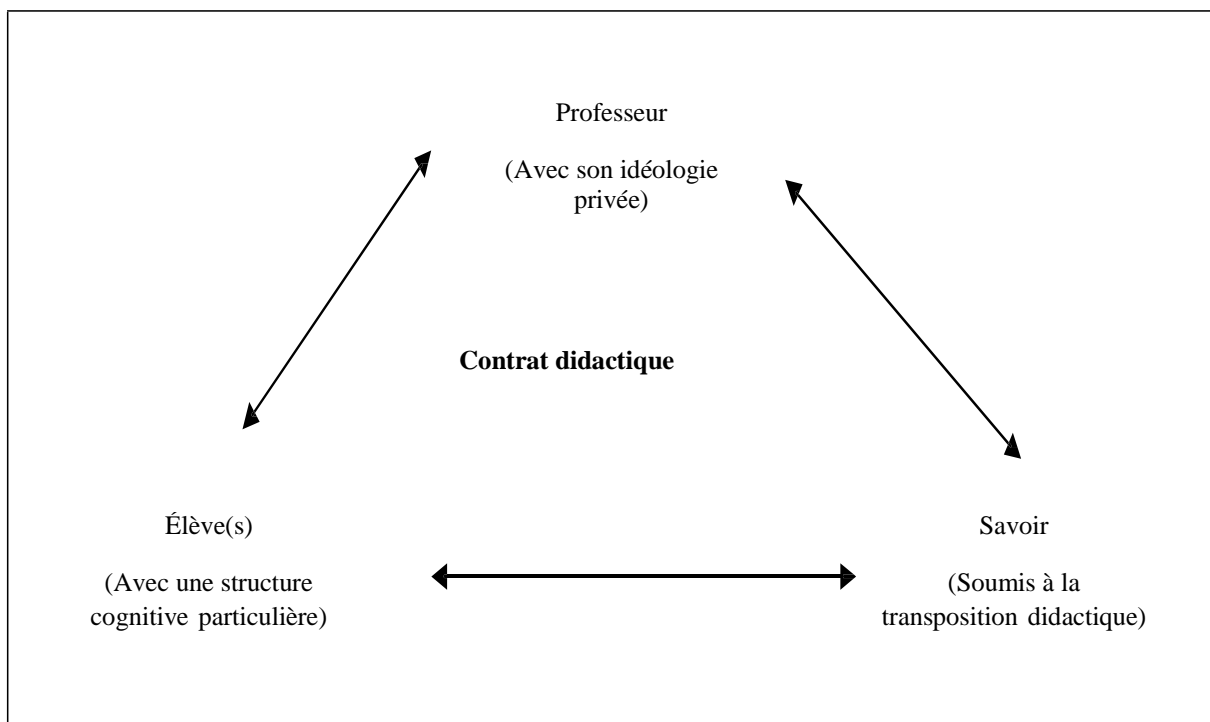 Professeur
(Avec son idéologie
privée)
Contrat didactique
Élève(s)
(Avec une structure
cognitive particulière)
Savoir
(Soumis à la
transposition didactique)